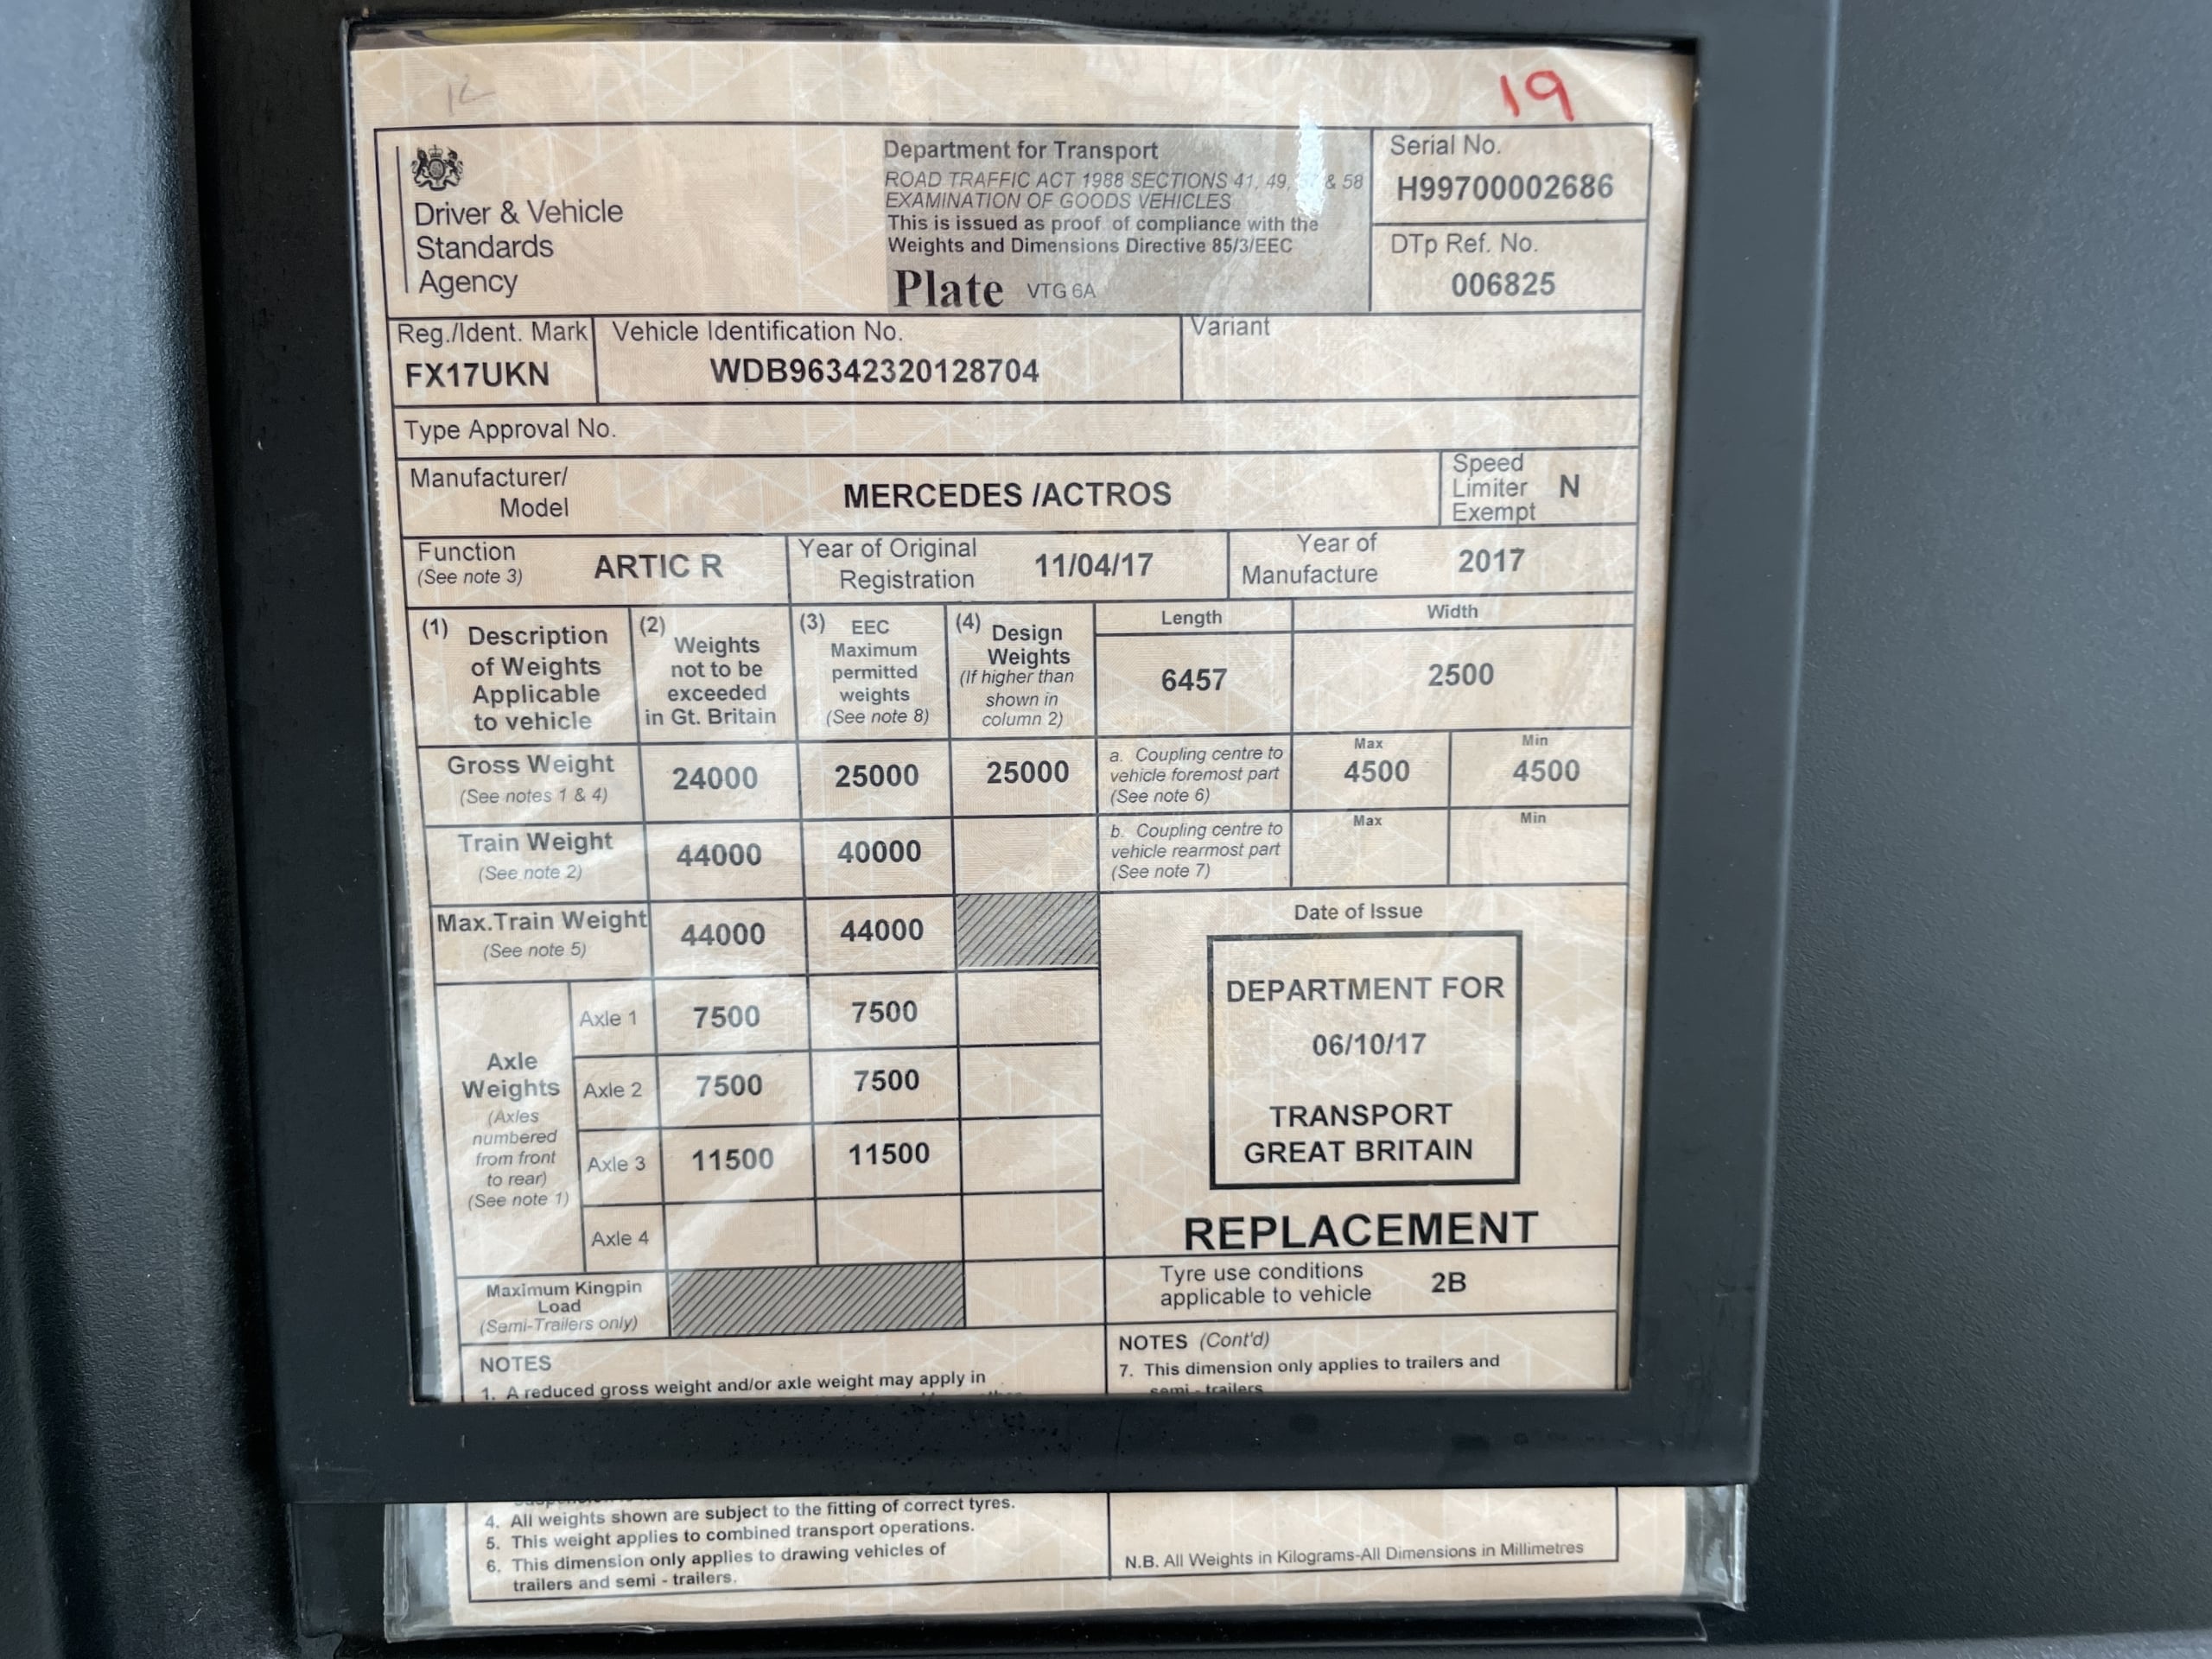 19
Driver & Vehicle
Standards
Agency
Department for Transport
ROAD TRAFFIC ACT 1988 SECTIONS 41, 49, & 58
EXAMINATION OF GOODS VEHICLES
This is issued as proof of compliance with the
Weights and Dimensions Directive 85/3/EEC
Plate VTG 6A
Serial No.
H99700002686
DTp Ref. No.
006825
Reg./Ident. Mark
FX17UKN
Vehicle Identification No.
WDB96342320128704
Variant
Type Approval No.
Manufacturer/
Model
MERCEDES /ACTROS
Speed
Limiter
Exempt
N
Function
(See note 3)
ARTIC R
Year of Original
Registration
11/04/17
Year of
Manufacture
2017
(1) Description
of Weights
Applicable
to vehicle
(2) Weights
not to be
exceeded
in Gt. Britain
(3) EEC
Maximum
permitted
weights
(See note 8)
(4) Design
Weights
(If higher than
shown in
column 2)
Length
6457
Width
2500
Gross Weight
(See notes 1 & 4)
24000
25000
25000
a. Coupling centre to
vehicle foremost part
(See note 6)
Max
4500
Min
4500
Train Weight
(See note 2)
44000
40000
b. Coupling centre to
vehicle rearmost part
(See note 7)
Max
Min
Max.Train Weight
(See note 5)
44000
44000
Axle
Weights
(Axles
numbered
from front
to rear)
(See note 1)
Axle 1
7500
7500
Axle 2
7500
7500
Axle 3
11500
11500
Axle 4
Maximum Kingpin
Load
(Semi-Trailers only)
Date of Issue
DEPARTMENT FOR
06/10/17
TRANSPORT
GREAT BRITAIN
REPLACEMENT
Tyre use conditions
applicable to vehicle
2B
NOTES
1. A reduced gross weight and/or axle weight may apply in
4. All weights shown are subject to the fitting of correct tyres.
5. This weight applies to combined transport operations.
6. This dimension only applies to drawing vehicles of
trailers and semi - trailers.
NOTES (Cont'd)
7. This dimension only applies to trailers and
semi - trailers
N.B. All Weights in Kilograms-All Dimensions in Millimetres